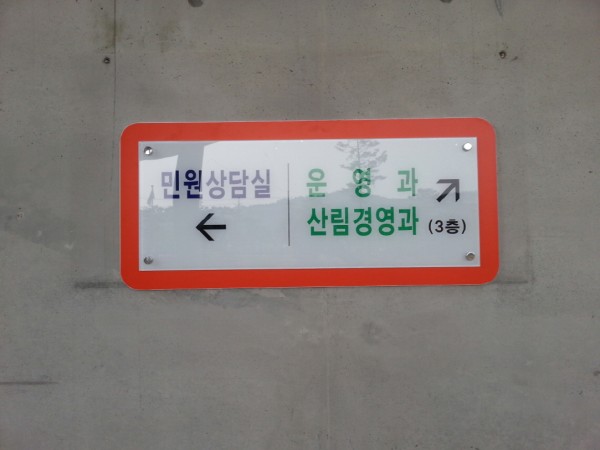 민원상담실
←
운 영 과
산림경영과
↗
(3층)